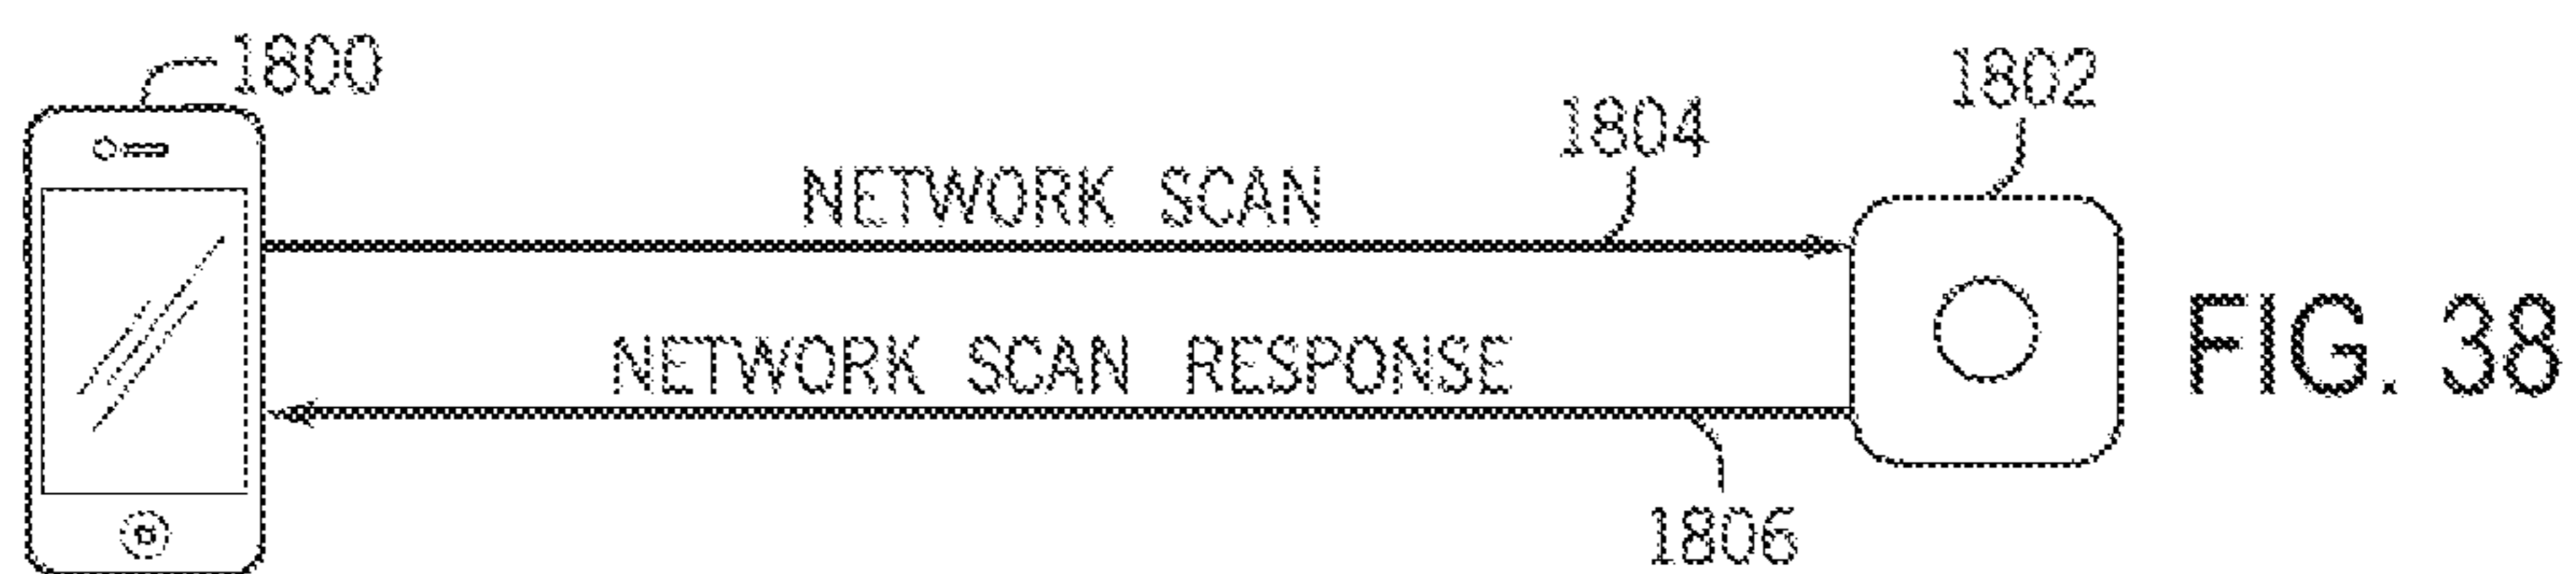 1800
1802
1804
NETWORK SCAN
NETWORK SCAN RESPONSE
FIG. 38
1806